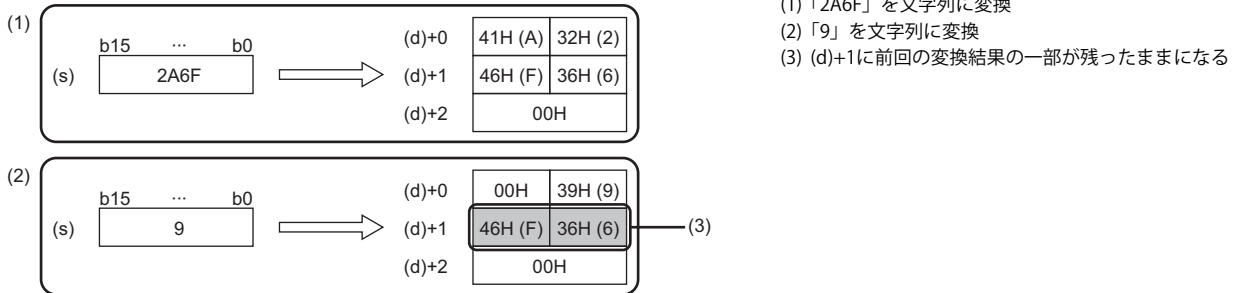 (1)
b15 ... b0
(s) 2A6F
(d)+0 41H (A) 32H (2)
(d)+1 46H (F) 36H (6)
(d)+2 00H
(2)
b15 ... b0
(s) 9
(d)+0 00H 39H (9)
(d)+1 46H (F) 36H (6) (3)
(d)+2 00H
(1)「2A6F」を文字列に変換
(2)「9」を文字列に変換
(3) (d)+1に前回の変換結果の一部が残ったままになる